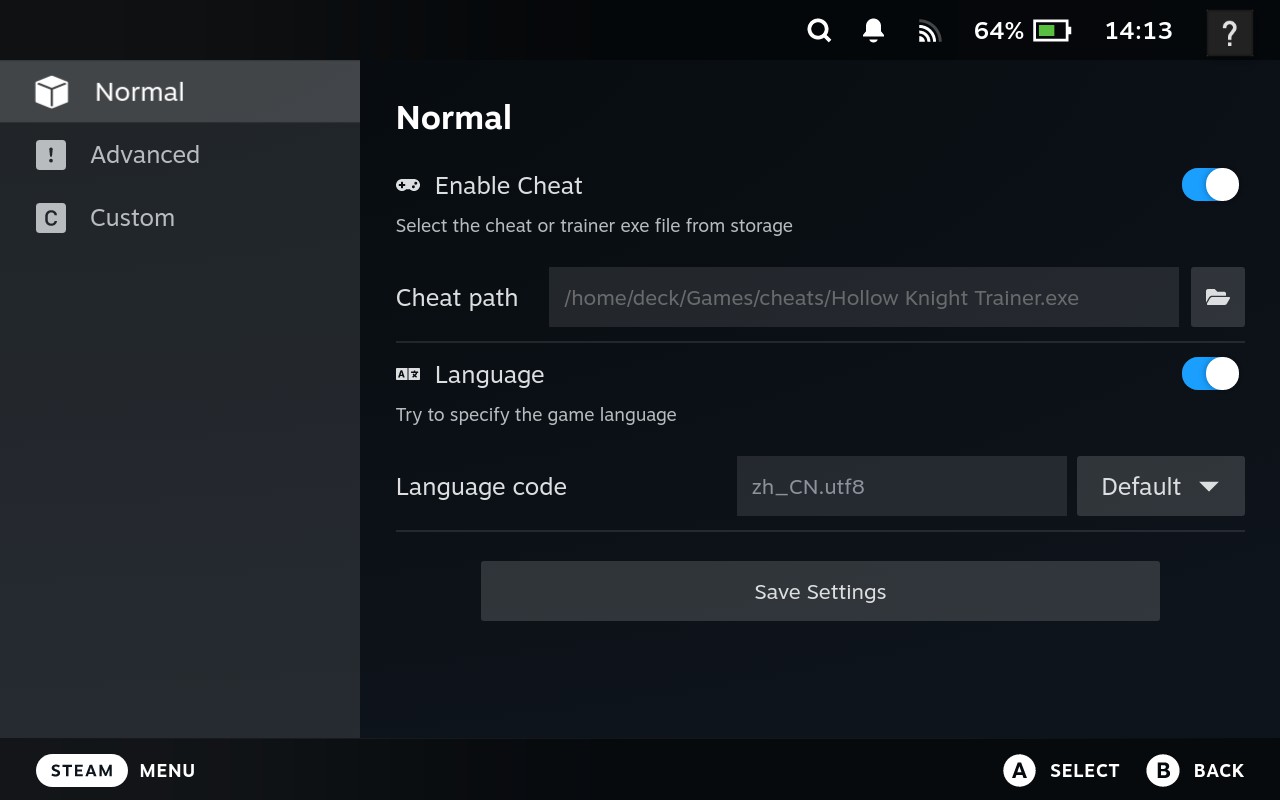 64% 14:13 ?
Normal
! Advanced
C Custom
Normal
Enable Cheat
Select the cheat or trainer exe file from storage
Cheat path /home/deck/Games/cheats/Hollow Knight Trainer.exe
Language
Try to specify the game language
Language code zh_CN.utf8 Default
Save Settings
STEAM MENU A SELECT B BACK